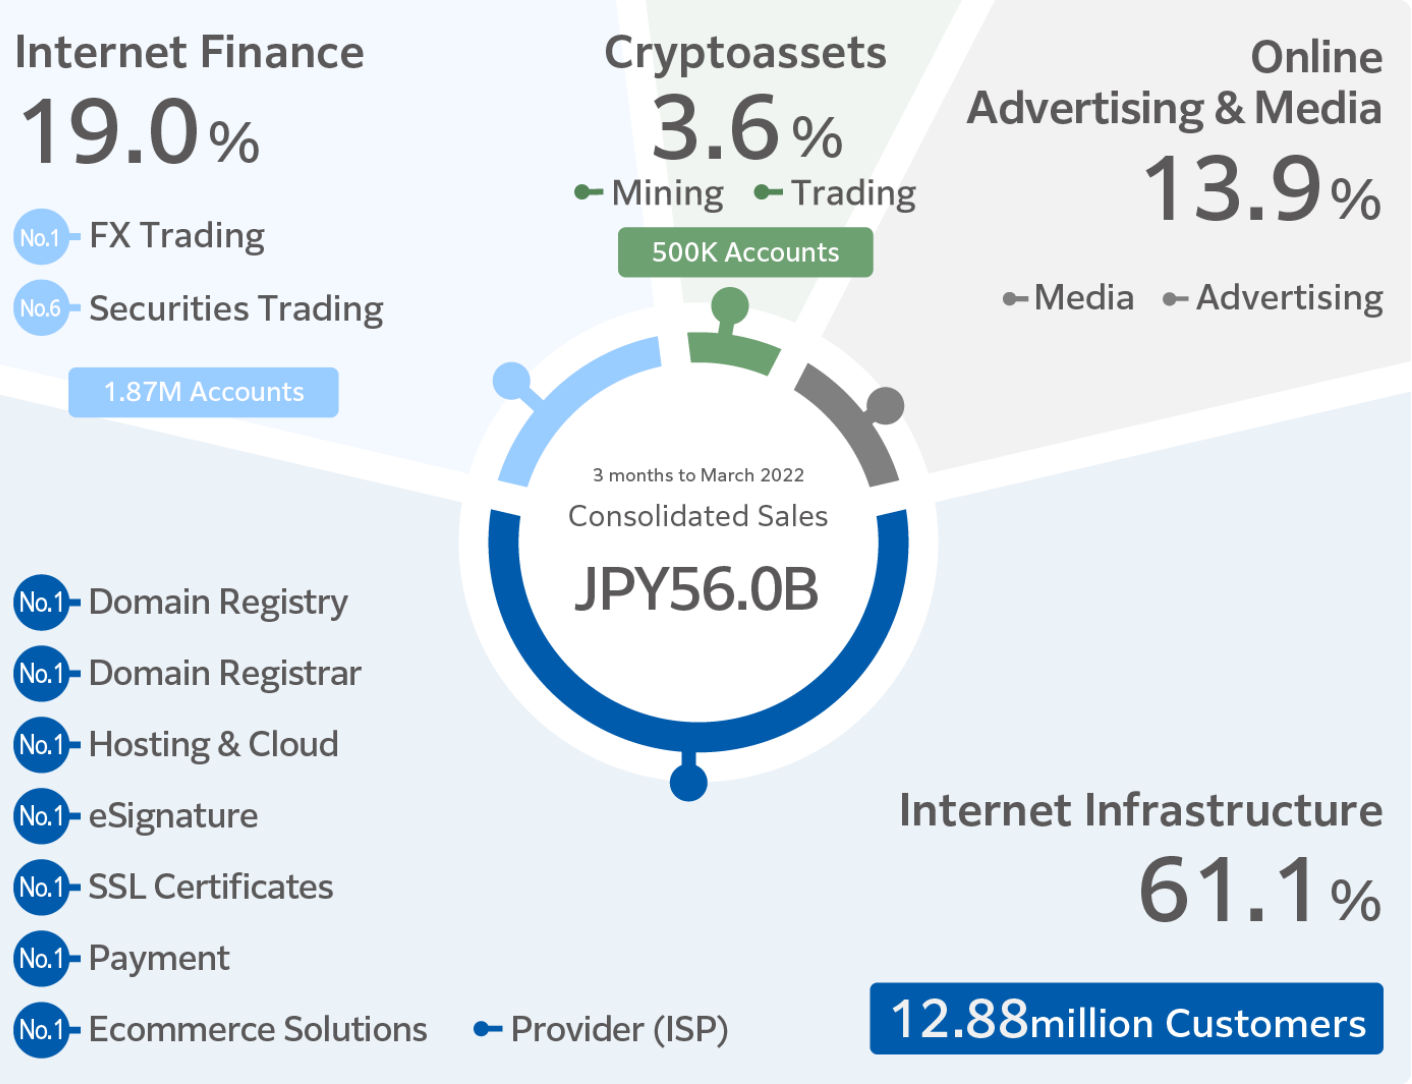 Internet Finance
19.0%
No.1 FX Trading
No.6 Securities Trading
1.87M Accounts
Cryptoassets
3.6%
Mining Trading
500K Accounts
Online
Advertising & Media
13.9%
Media Advertising
3 months to March 2022
Consolidated Sales
JPY56.0B
No.1 Domain Registry
No.1 Domain Registrar
No.1 Hosting & Cloud
No.1 eSignature
No.1 SSL Certificates
No.1 Payment
No.1 Ecommerce Solutions Provider (ISP)
Internet Infrastructure
61.1%
12.88million Customers